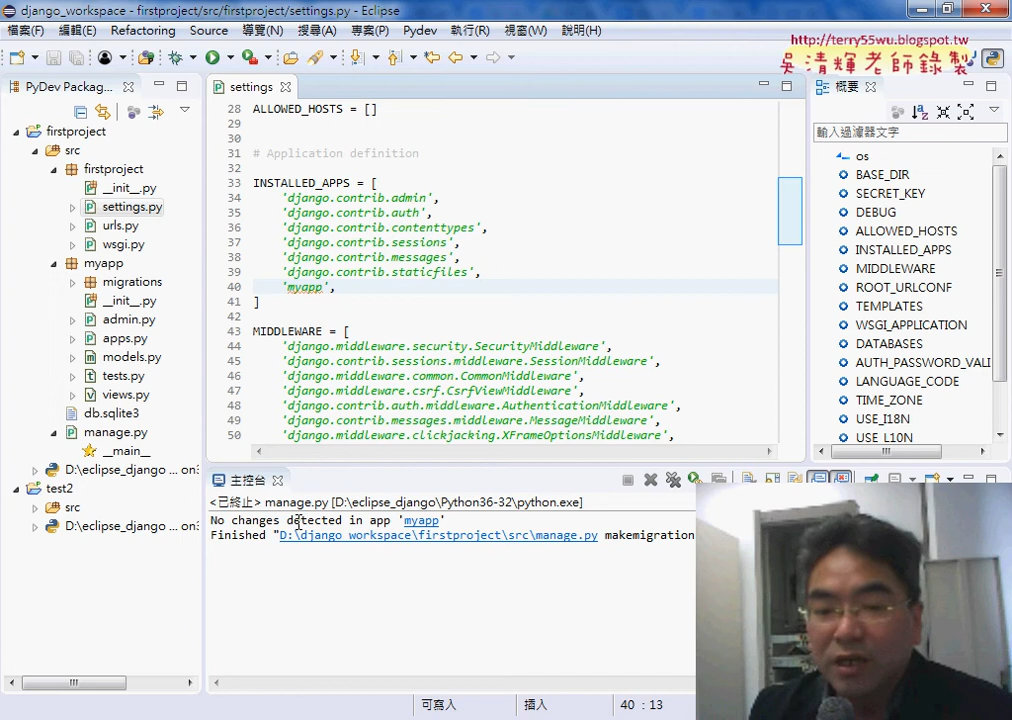 django_workspace - firstproject/src/firstproject/settings.py - Eclipse
檔案(F) 編輯(E) Refactoring Source 導覽(N) 搜尋(A) 專案(P) Pydev 執行(R) 視窗(W) 說明(H)
http://terry55wu.blogspot.tw
吳清輝老師錄製
PyDev Packag...
firstproject
src
firstproject
__init__.py
settings.py
urls.py
wsgi.py
myapp
migrations
__init__.py
admin.py
apps.py
models.py
tests.py
views.py
db.sqlite3
manage.py
__main__
D:\eclipse_django ... on3
test2
src
D:\eclipse_django ... on3
settings
28 ALLOWED_HOSTS = []
29
30
31 # Application definition
32
33 INSTALLED_APPS = [
34 'django.contrib.admin',
35 'django.contrib.auth',
36 'django.contrib.contenttypes',
37 'django.contrib.sessions',
38 'django.contrib.messages',
39 'django.contrib.staticfiles',
40 'myapp',
41 ]
42
43 MIDDLEWARE = [
44 'django.middleware.security.SecurityMiddleware',
45 'django.contrib.sessions.middleware.SessionMiddleware',
46 'django.middleware.common.CommonMiddleware',
47 'django.middleware.csrf.CsrfViewMiddleware',
48 'django.contrib.auth.middleware.AuthenticationMiddleware',
49 'django.contrib.messages.middleware.MessageMiddleware',
50 'django.middleware.clickjacking.XFrameOptionsMiddleware',
概要
輸入過濾器文字
os
BASE_DIR
SECRET_KEY
DEBUG
ALLOWED_HOSTS
INSTALLED_APPS
MIDDLEWARE
ROOT_URLCONF
TEMPLATES
WSGI_APPLICATION
DATABASES
AUTH_PASSWORD_VALI
LANGUAGE_CODE
TIME_ZONE
USE_I18N
USE_L10N
主控台
<已終止> manage.py [D:\eclipse_django\Python36-32\python.exe]
No changes detected in app 'myapp'
Finished "D:\django_workspace\firstproject\src\manage.py makemigration
可寫入 插入 40 : 13